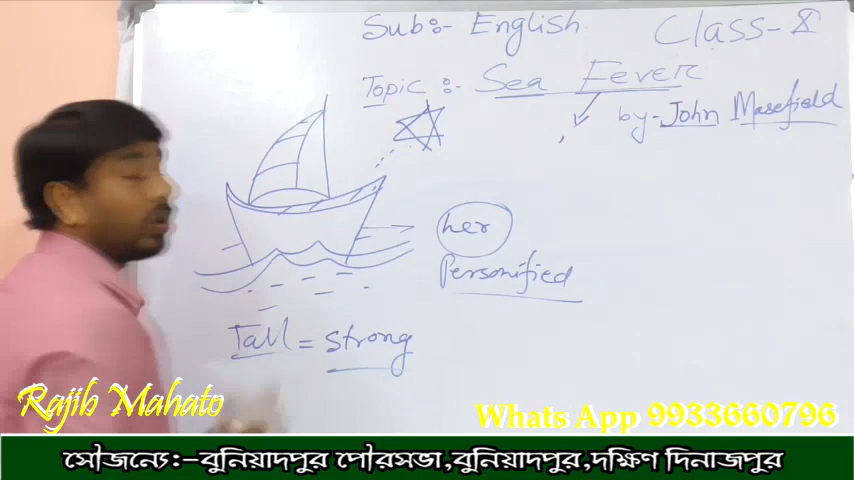 Sub:- English
Class- X
Topic :- Sea Fever
by- John Masefield
her
Personified
Tall = strong
Rajib Mahato
Whats App 9933660796
সৌজন্যে:-বুনিয়াদপুর পৌরসভা,বুনিয়াদপুর,দক্ষিণ দিনাজপুর